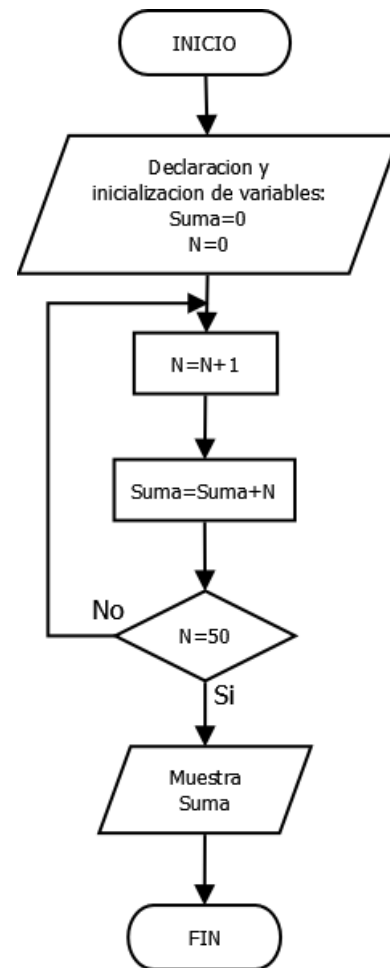 INICIO
Declaracion y
inicializacion de variables:
Suma=0
N=0
N=N+1
Suma=Suma+N
No
N=50
Si
Muestra
Suma
FIN